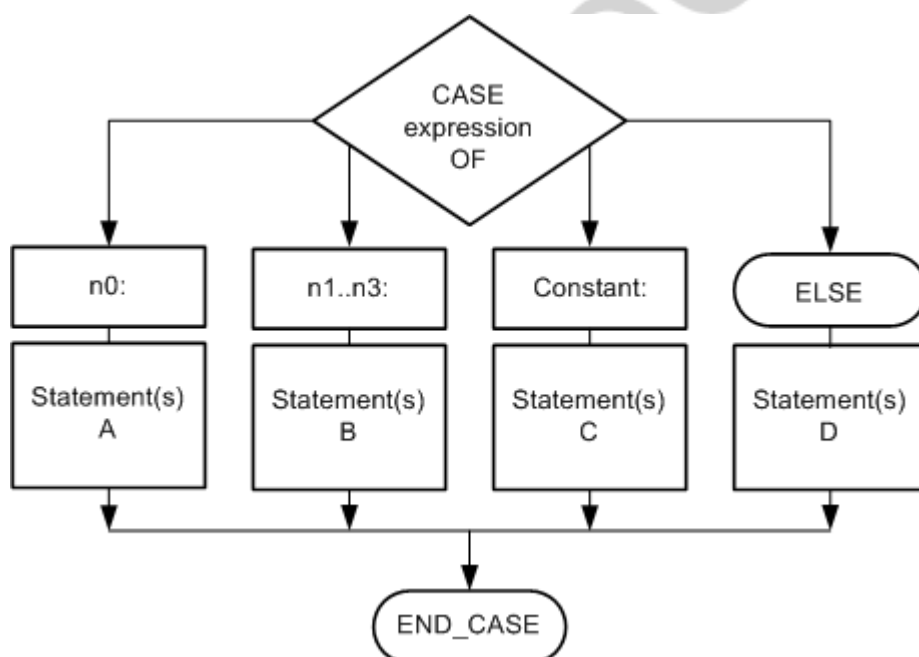 CASE
expression
OF
n0:
n1..n3:
Constant:
ELSE
Statement(s)
A
Statement(s)
B
Statement(s)
C
Statement(s)
D
END_CASE